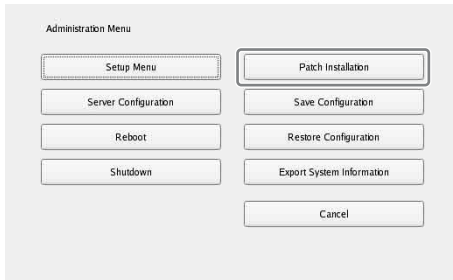 Administration Menu
Setup Menu
Patch Installation
Server Configuration
Save Configuration
Reboot
Restore Configuration
Shutdown
Export System Information
Cancel